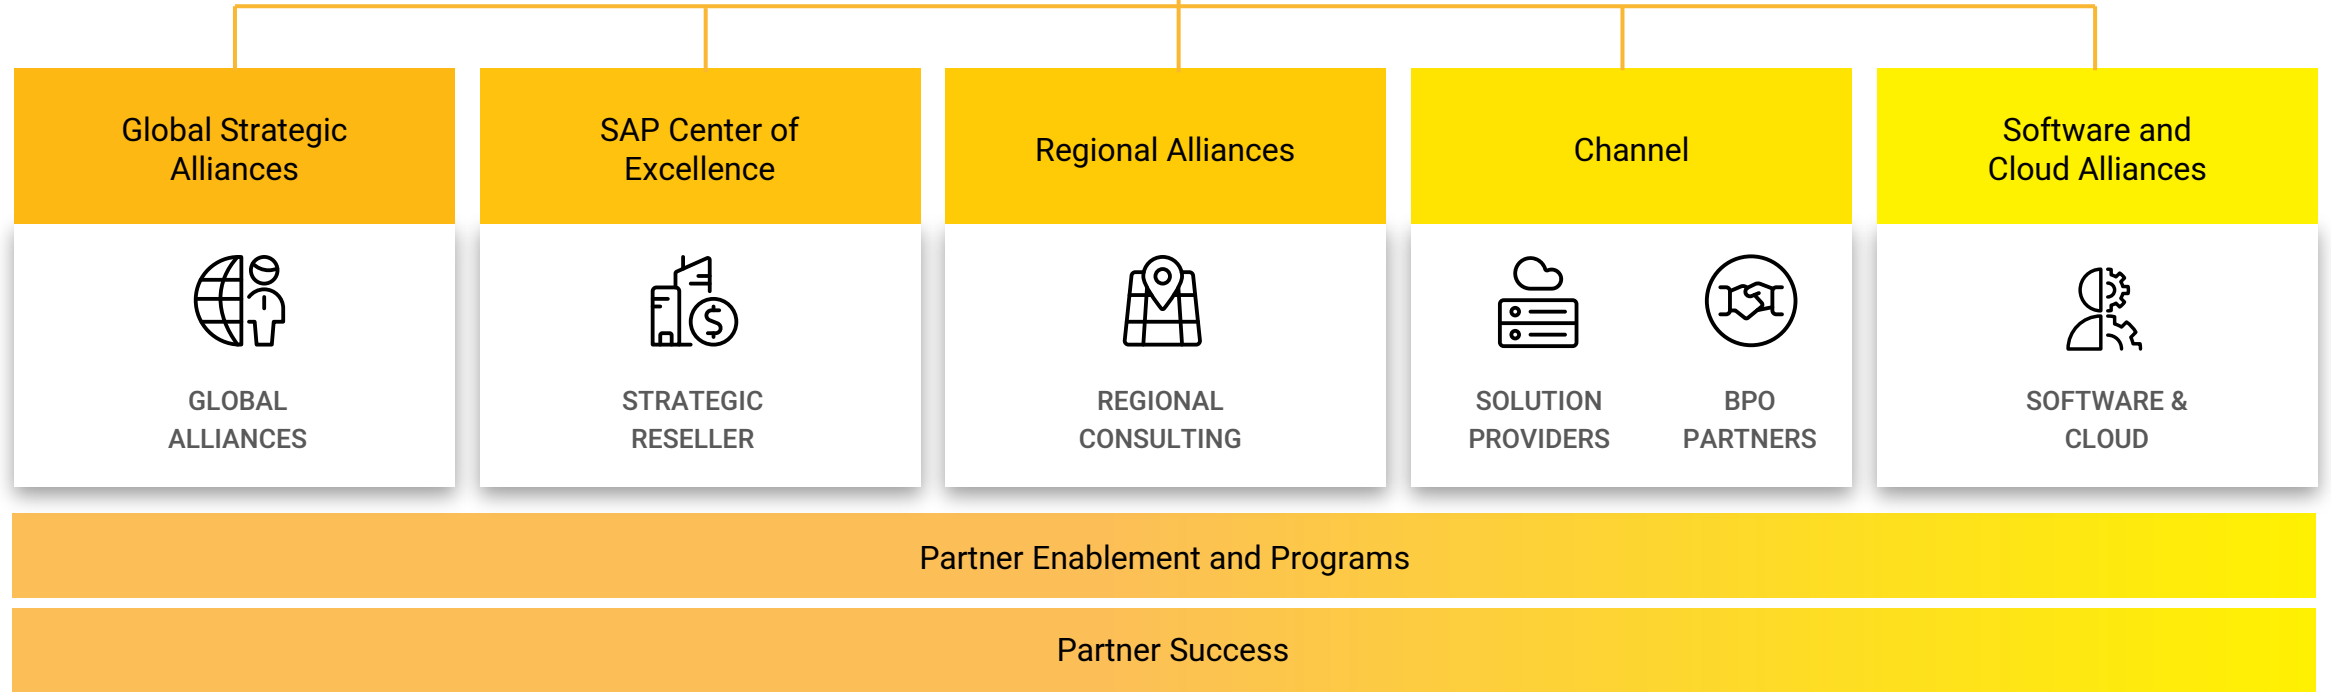 Global Strategic
Alliances
SAP Center of
Excellence
Regional Alliances
Channel
Software and
Cloud Alliances
GLOBAL
ALLIANCES
STRATEGIC
RESELLER
REGIONAL
CONSULTING
SOLUTION
PROVIDERS
BPO
PARTNERS
SOFTWARE &
CLOUD
Partner Enablement and Programs
Partner Success